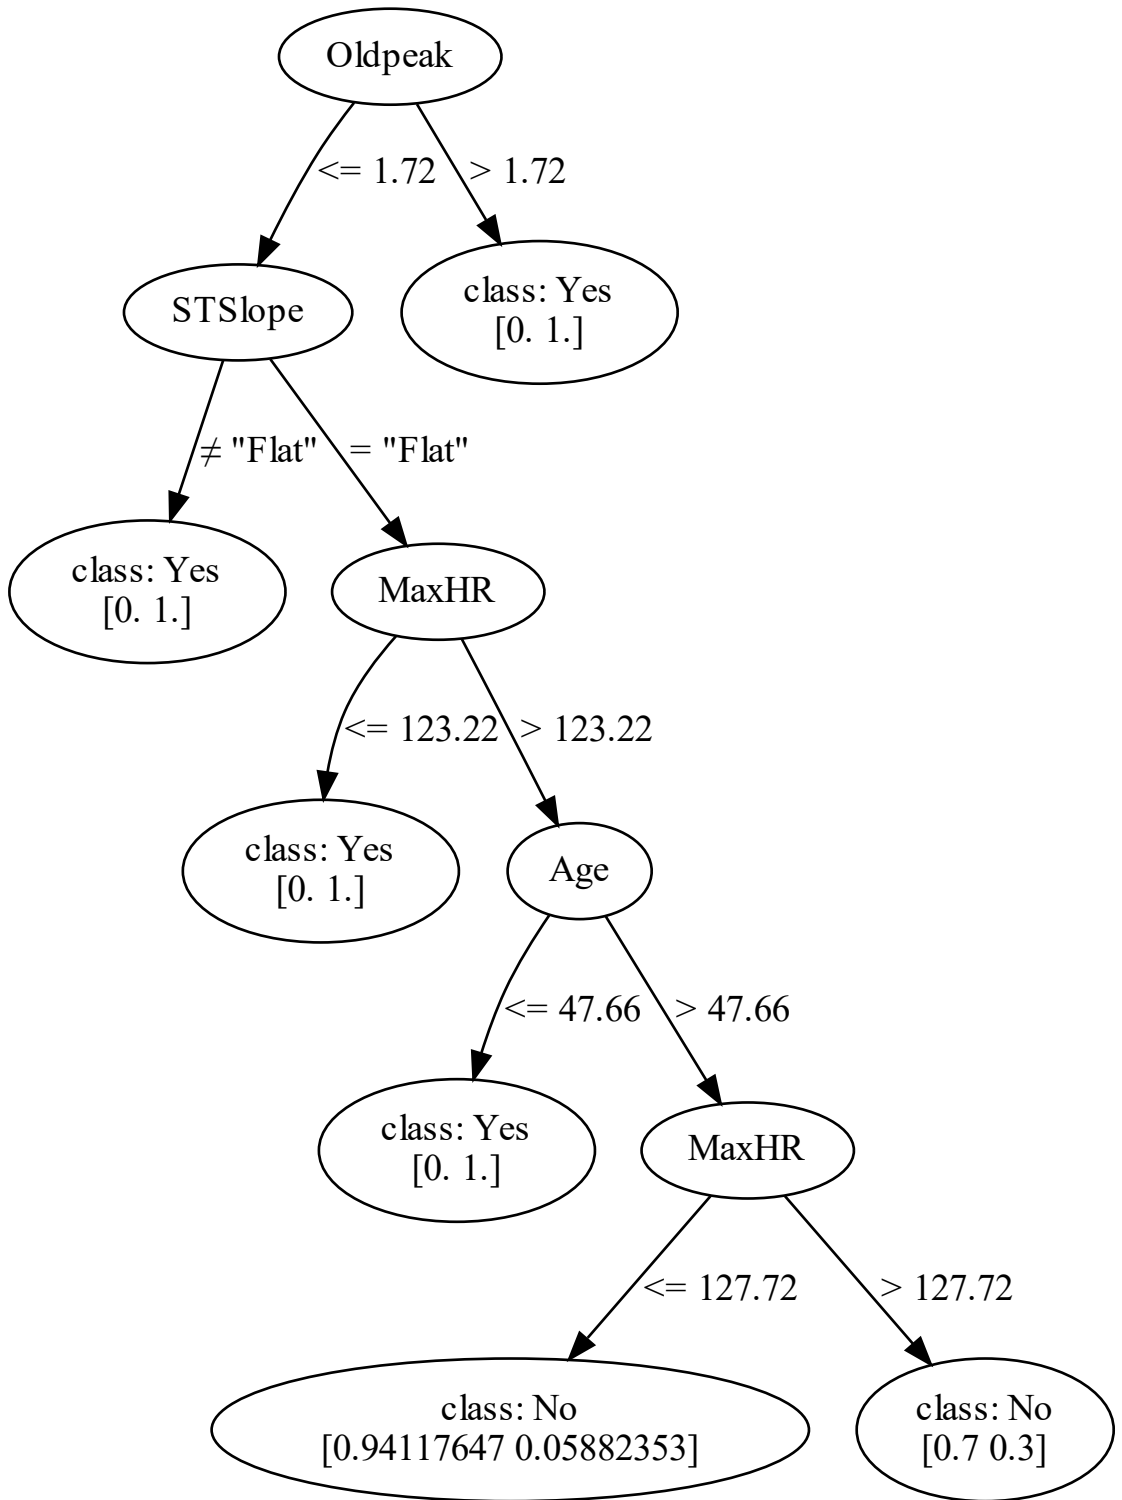 Oldpeak
<= 1.72
> 1.72
STSlope
class: Yes
[0. 1.]
≠ "Flat"
= "Flat"
class: Yes
[0. 1.]
MaxHR
<= 123.22
> 123.22
class: Yes
[0. 1.]
Age
<= 47.66
> 47.66
class: Yes
[0. 1.]
MaxHR
<= 127.72
> 127.72
class: No
[0.94117647 0.05882353]
class: No
[0.7 0.3]